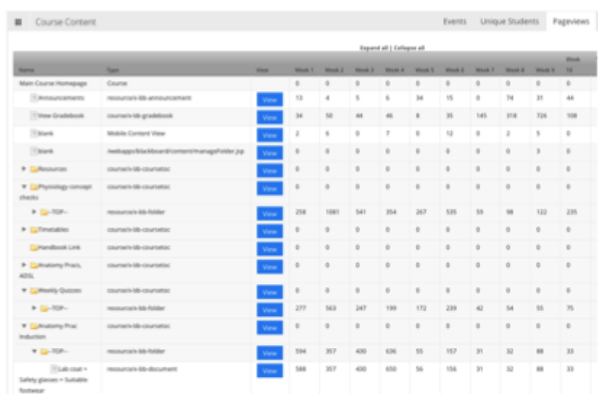 Course Content Events Unique Students Pageviews
Expand all | Collapse all
Week
Name Type View Week 1 Week 2 Week 3 Week 4 Week 5 Week 6 Week 7 Week 8 Week 9 10
Main Course Homepage Course 0 0 0 0 0 0 0 0 0 0
Announcements resource/x-bb-announcement View 13 4 5 6 34 15 0 74 31 44
View Gradebook course/x-bb-gradebook View 34 50 44 46 8 35 145 318 726 108
blank Mobile Content View View 2 6 0 7 0 12 0 2 5 0
blank /webapps/blackboard/content/manageFolder.jsp View 0 0 0 0 0 0 0 0 3 0
Resources course/x-bb-coursetoc View 0 0 0 0 0 0 0 0 0 0
Physiology concept course/x-bb-coursetoc View 0 0 0 0 0 0 0 0 0 0
checks
--TOP-- resource/x-bb-folder View 258 1081 541 354 267 535 59 98 122 235
Timetables course/x-bb-coursetoc View 0 0 0 0 0 0 0 0 0 0
Handbook Link course/x-bb-coursetoc View 0 0 0 0 0 0 0 0 0 0
Anatomy Pracs, course/x-bb-coursetoc View 0 0 0 0 0 0 0 0 0 0
Weekly Quizzes course/x-bb-coursetoc View 0 0 0 0 0 0 0 0 0 0
--TOP-- resource/x-bb-folder View 277 563 247 199 172 239 42 54 55 75
Anatomy Prac course/x-bb-coursetoc View 0 0 0 0 0 0 0 0 0 0
Induction
--TOP-- resource/x-bb-folder View 594 357 400 636 55 157 31 32 88 33
Lab coat + resource/x-bb-document View 588 357 400 650 56 156 31 32 88 33
Safety glasses + Suitable
footwear